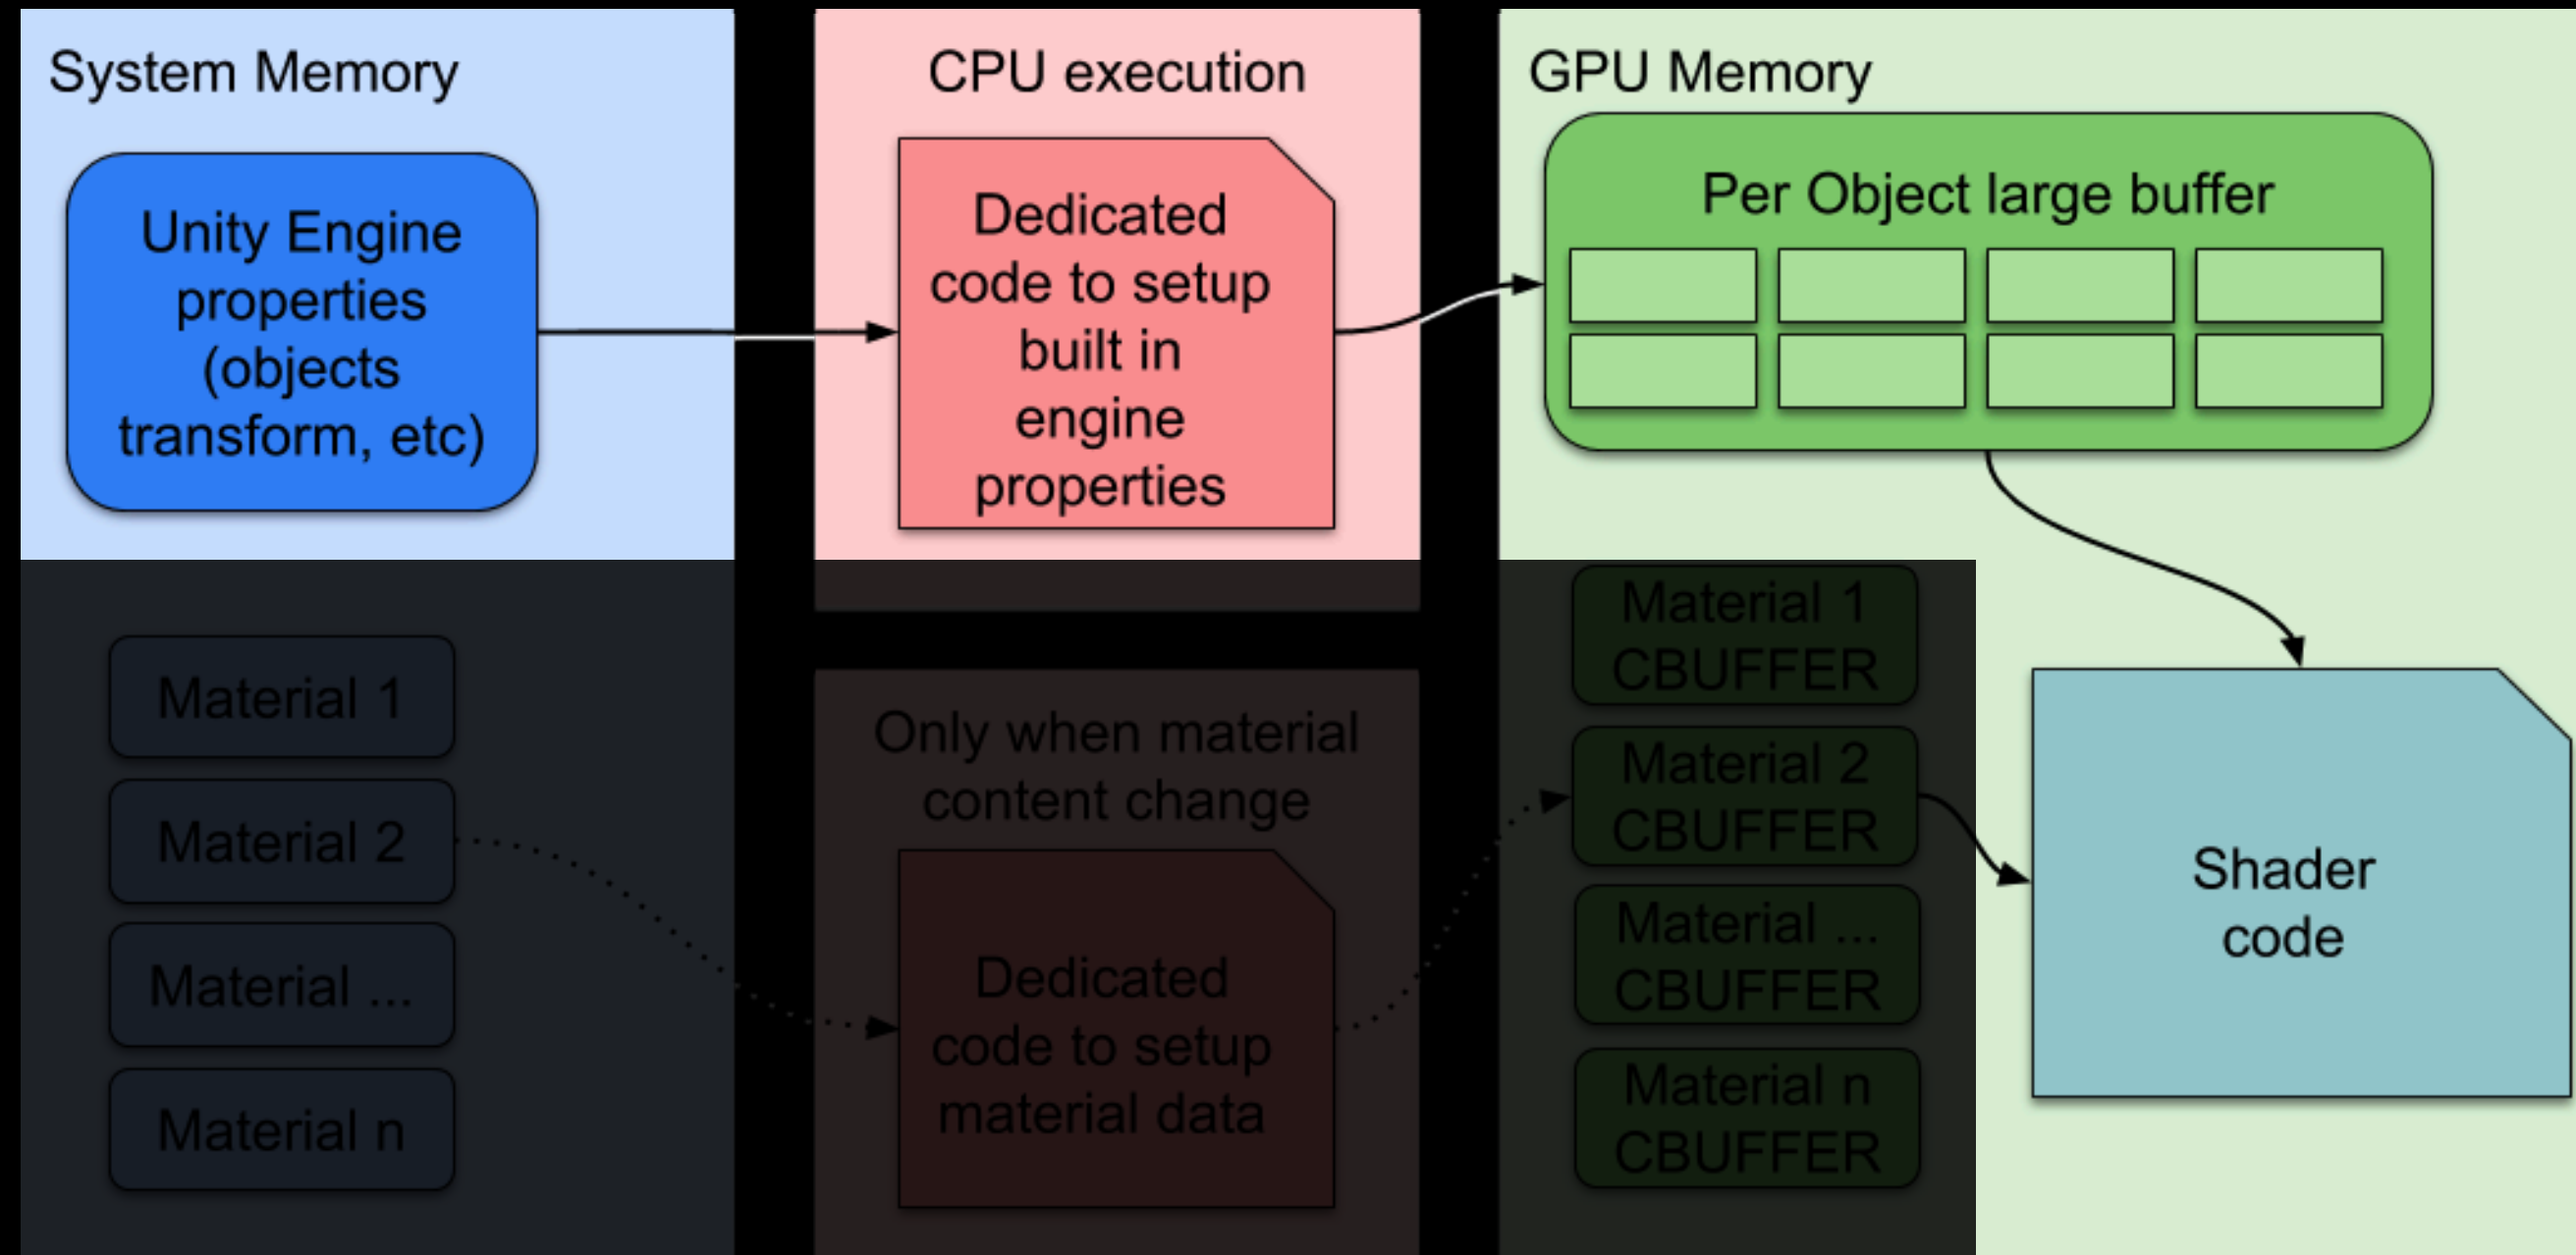 System Memory
Unity Engine
properties
(objects
transform, etc)
Material 1
Material 2
Material ...
Material n
CPU execution
Dedicated
code to setup
built in
engine
properties
Only when material
content change
Dedicated
code to setup
material data
GPU Memory
Per Object large buffer
Material 1
CBUFFER
Material 2
CBUFFER
Material ...
CBUFFER
Material n
CBUFFER
Shader
code